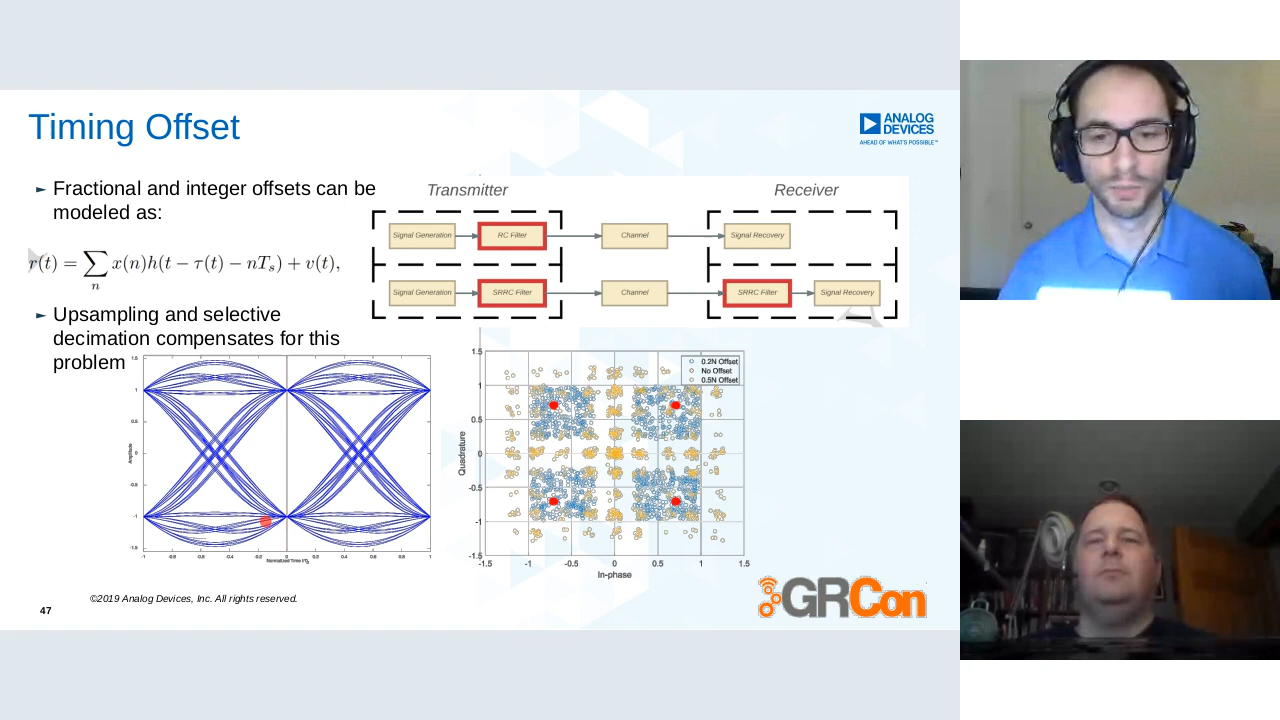 Timing Offset
ANALOG
DEVICES
AHEAD OF WHAT'S POSSIBLE™
► Fractional and integer offsets can be
modeled as:
r(t) = ∑ x(n)h(t − τ(t) − nTs) + v(t),
n
► Upsampling and selective
decimation compensates for this
problem
Transmitter
Receiver
Signal Generation
RC Filter
Channel
Signal Recovery
Signal Generation
SRRC Filter
Channel
SRRC Filter
Signal Recovery
1.5
1
0.5
0
-0.5
-1
-1.5
Amplitude
-1 -0.8 -0.6 -0.4 -0.2 0 0.2 0.4 0.6 0.8 1
0.2N Offset
No Offset
0.5N Offset
1.5
1
0.5
0
-0.5
-1
-1.5
Quadrature
-1.5 -1 -0.5 0 0.5 1 1.5
In-phase
©2019 Analog Devices, Inc. All rights reserved.
47
GRCon